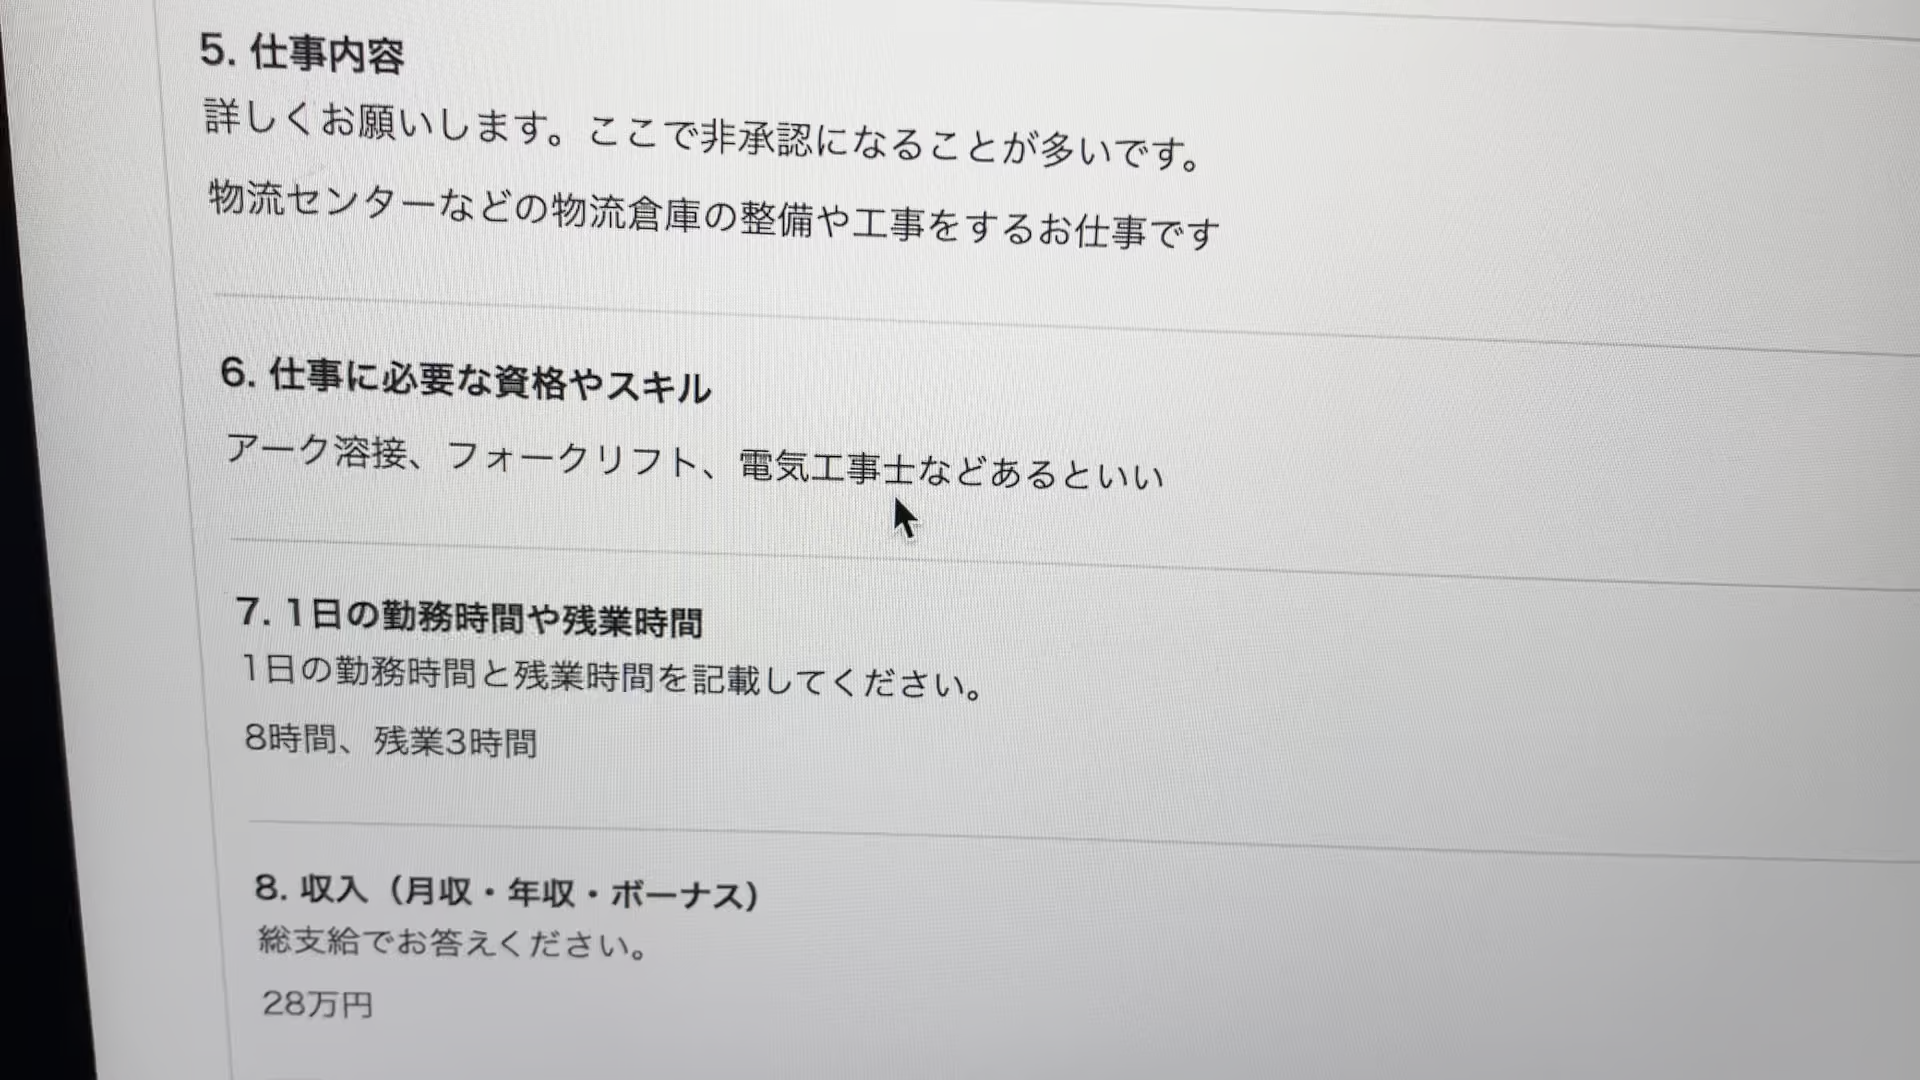 5. 仕事内容
詳しくお願いします。ここで非承認になることが多いです。
物流センターなどの物流倉庫の整備や工事をするお仕事です
6. 仕事に必要な資格やスキル
アーク溶接、フォークリフト、電気工事士などあるといい
7. 1日の勤務時間や残業時間
1日の勤務時間と残業時間を記載してください。
8時間、残業3時間
8. 収入（月収・年収・ボーナス）
総支給でお答えください。
28万円